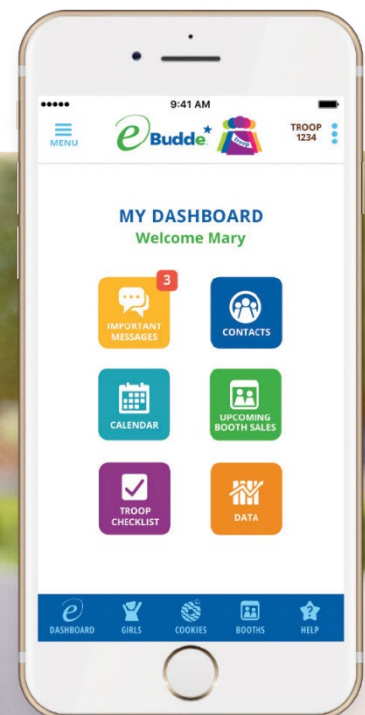 9:41 AM
MENU
eBudde
Troop
TROOP
1234
MY DASHBOARD
Welcome Mary
3
IMPORTANT
MESSAGES
CONTACTS
CALENDAR
UPCOMING
BOOTH SALES
TROOP
CHECKLIST
DATA
e
DASHBOARD
GIRLS
COOKIES
BOOTHS
HELP